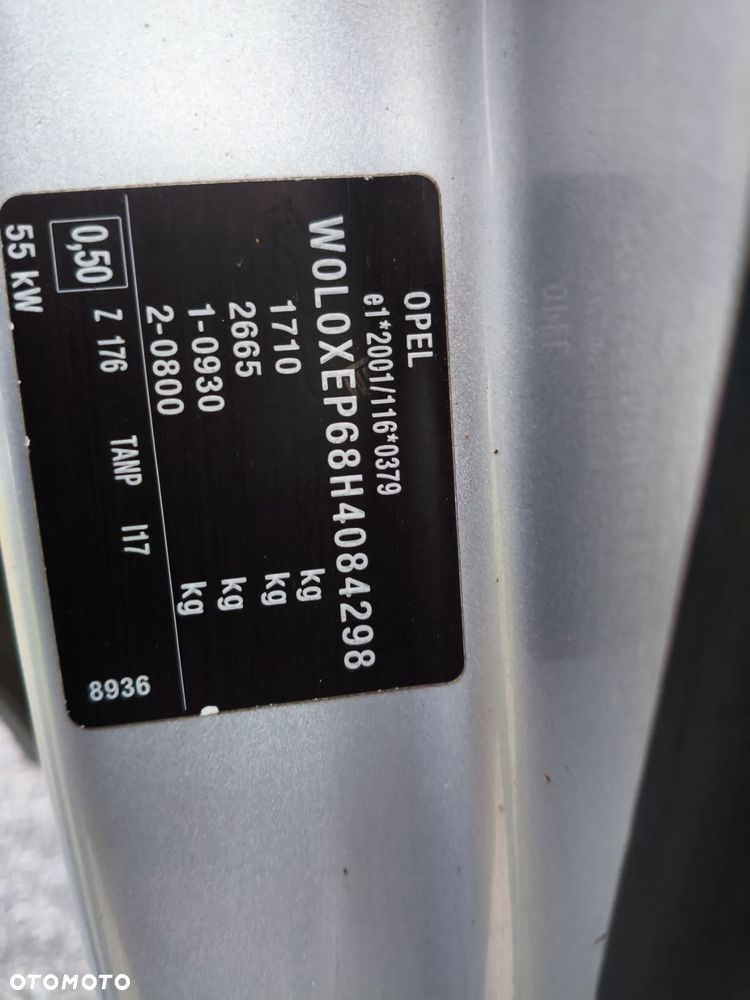 OPEL
e1*2001/116*0379
W0L0XEP68H4084298
1710 kg
2665 kg
1-0930 kg
2-0800 kg
0,50 Z 176 TANP I17 8936
55 kW
OTOMOTO